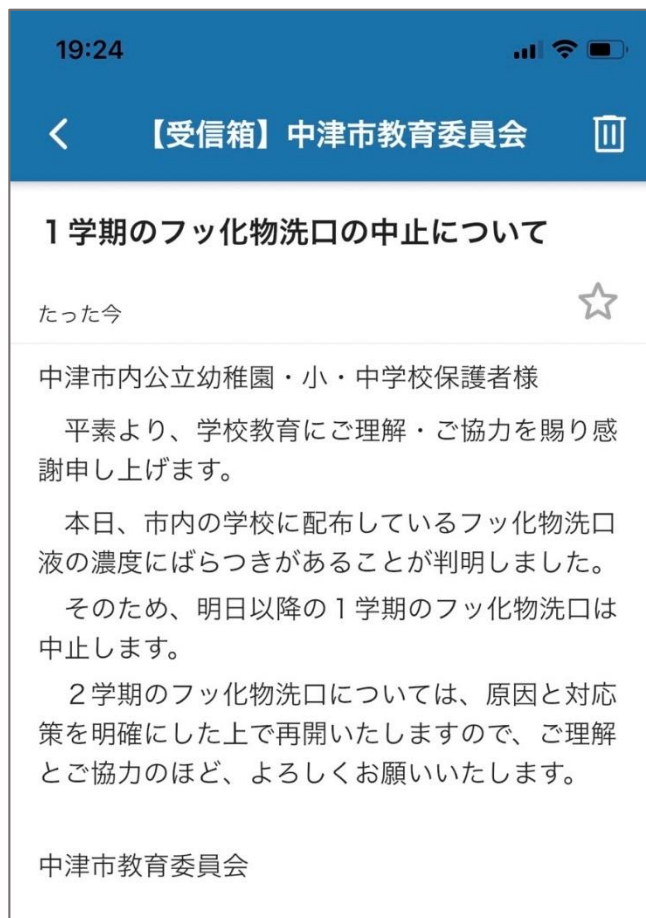 19:24
【受信箱】中津市教育委員会
1学期のフッ化物洗口の中止について
たった今
中津市内公立幼稚園・小・中学校保護者様
　平素より、学校教育にご理解・ご協力を賜り感
謝申し上げます。
　本日、市内の学校に配布しているフッ化物洗口
液の濃度にばらつきがあることが判明しました。
　そのため、明日以降の1学期のフッ化物洗口は
中止します。
　２学期のフッ化物洗口については、原因と対応
策を明確にした上で再開いたしますので、ご理解
とご協力のほど、よろしくお願いいたします。
中津市教育委員会